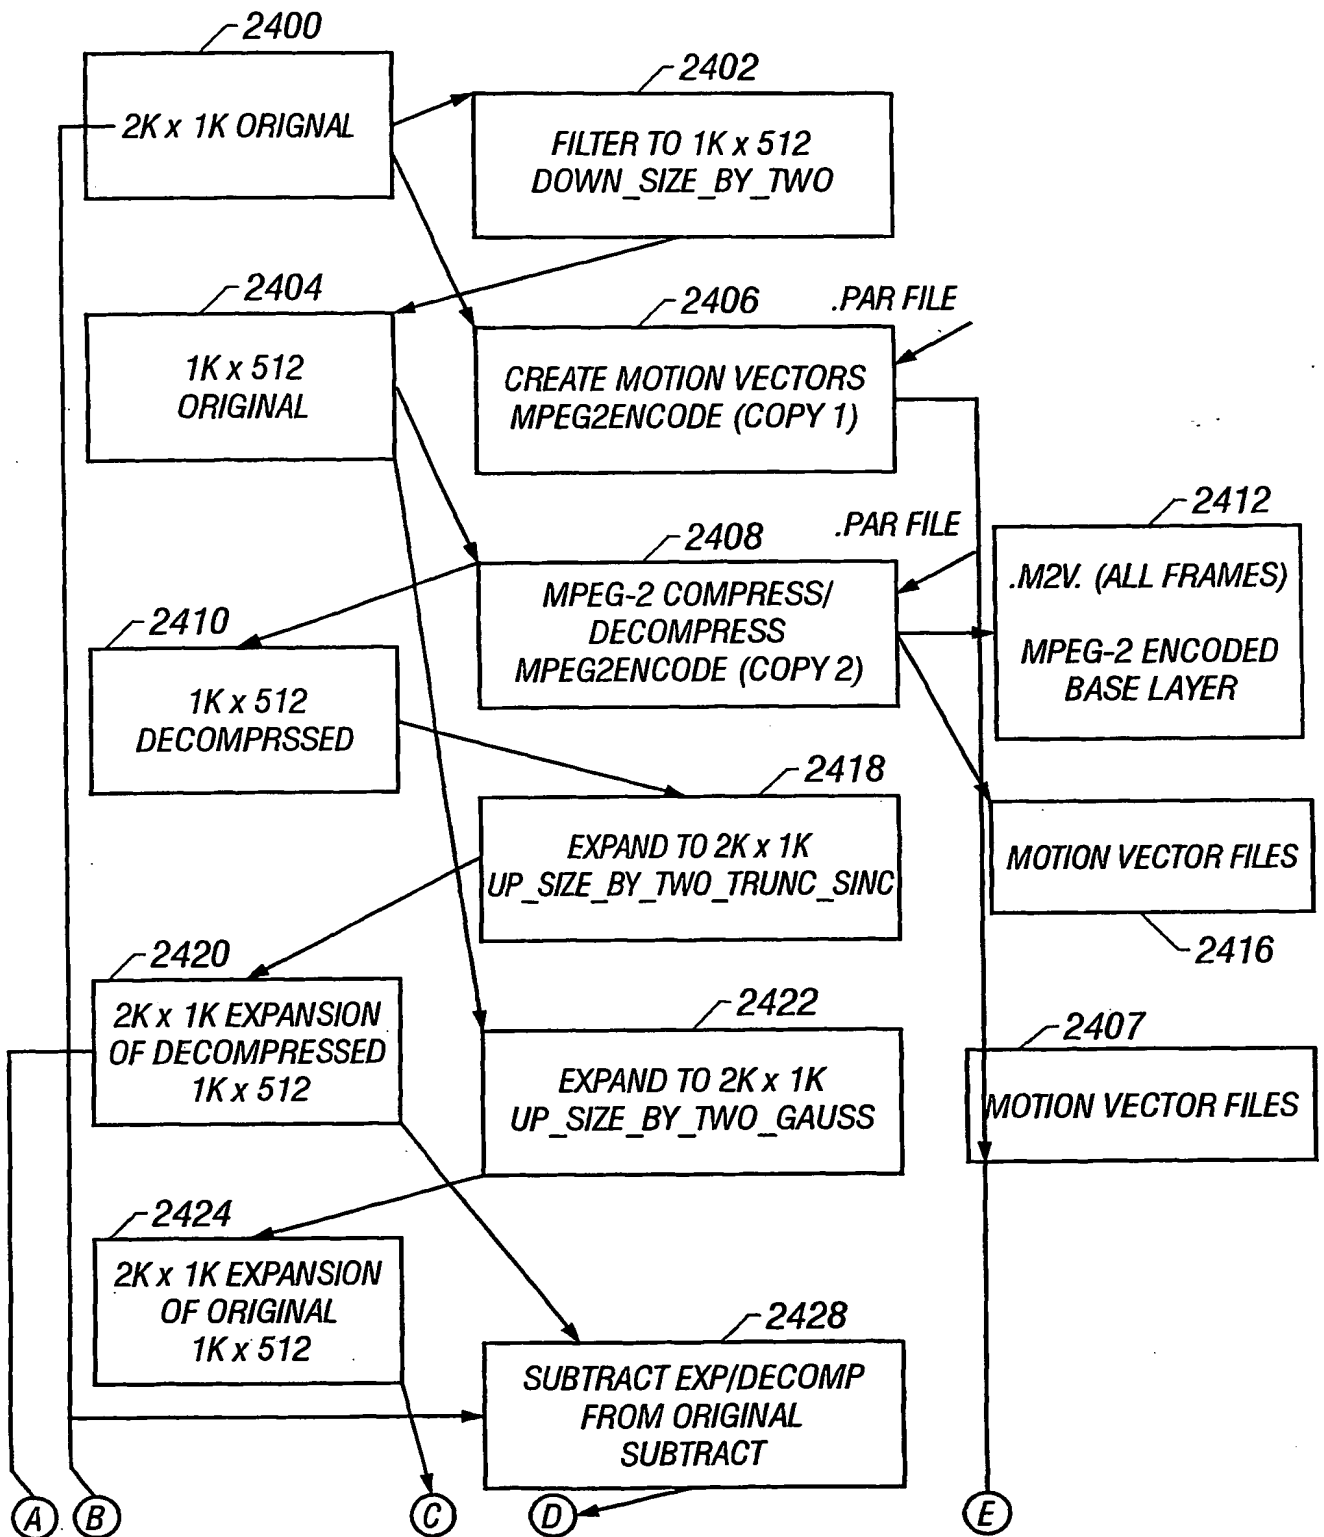 2400
2K x 1K ORIGNAL
2402
FILTER TO 1K x 512
DOWN_SIZE_BY_TWO
2404
1K x 512
ORIGINAL
2406
.PAR FILE
CREATE MOTION VECTORS
MPEG2ENCODE (COPY 1)
2408
.PAR FILE
MPEG-2 COMPRESS/
DECOMPRESS
MPEG2ENCODE (COPY 2)
2412
.M2V. (ALL FRAMES)
MPEG-2 ENCODED
BASE LAYER
2410
1K x 512
DECOMPRSSED
2418
EXPAND TO 2K x 1K
UP_SIZE_BY_TWO_TRUNC_SINC
MOTION VECTOR FILES
2416
2420
2K x 1K EXPANSION
OF DECOMPRESSED
1K x 512
2422
EXPAND TO 2K x 1K
UP_SIZE_BY_TWO_GAUSS
2407
MOTION VECTOR FILES
2424
2K x 1K EXPANSION
OF ORIGINAL
1K x 512
2428
SUBTRACT EXP/DECOMP
FROM ORIGINAL
SUBTRACT
A
B
C
D
E